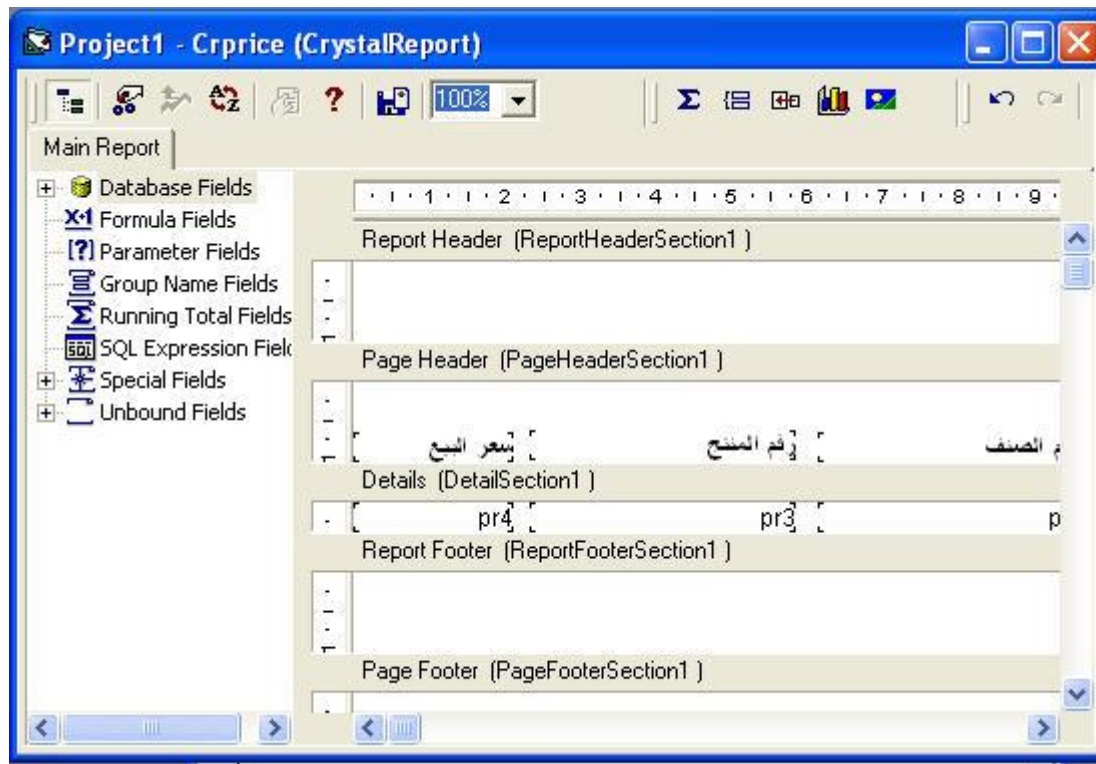 Project1 - Crprice (CrystalReport)
100%
Main Report
Database Fields
Formula Fields
Parameter Fields
Group Name Fields
Running Total Fields
SQL Expression Fielc
Special Fields
Unbound Fields
1 2 3 4 5 6 7 8 9
Report Header (ReportHeaderSection1 )
Page Header (PageHeaderSection1 )
م الصنف رقم المنتج سعر البيع
Details (DetailSection1 )
pr4 pr3 p
Report Footer (ReportFooterSection1 )
Page Footer (PageFooterSection1 )